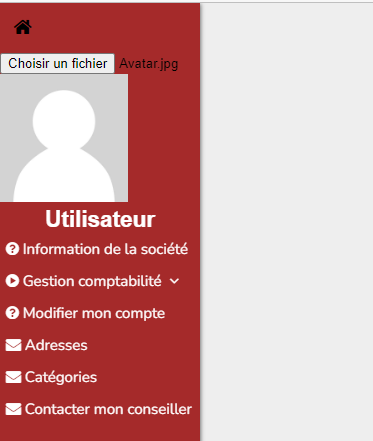 Choisir un fichier Avatar.jpg
Utilisateur
Information de la société
Gestion comptabilité
Modifier mon compte
Adresses
Catégories
Contacter mon conseiller